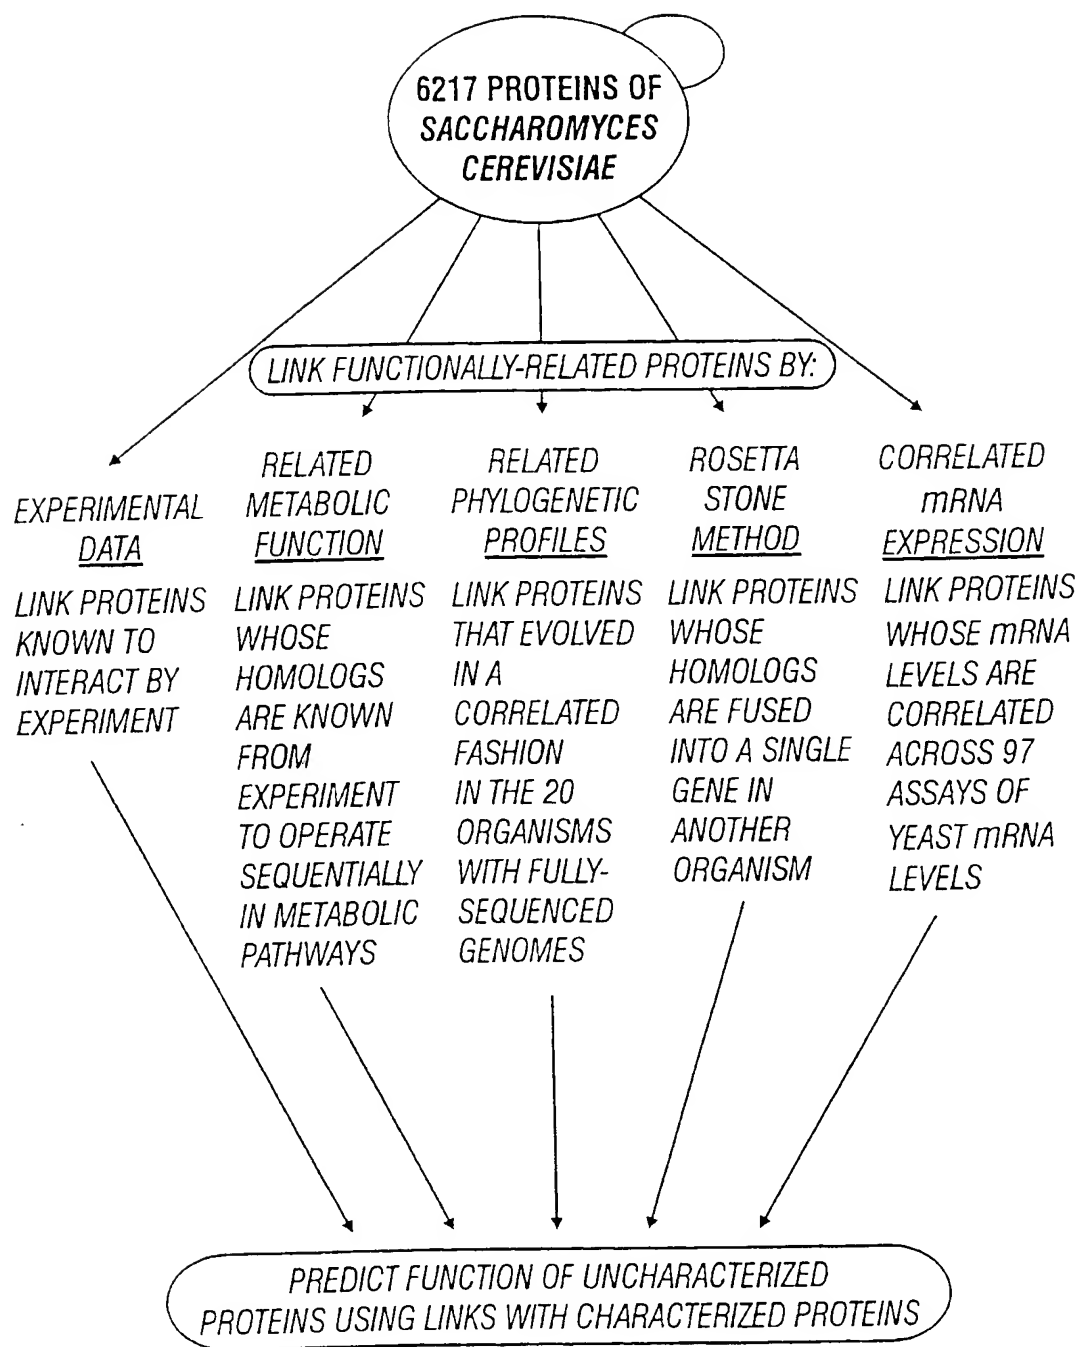 6217 PROTEINS OF
SACCHAROMYCES
CEREVISIAE
LINK FUNCTIONALLY-RELATED PROTEINS BY:
EXPERIMENTAL
DATA
LINK PROTEINS
KNOWN TO
INTERACT BY
EXPERIMENT
RELATED
METABOLIC
FUNCTION
LINK PROTEINS
WHOSE
HOMOLOGS
ARE KNOWN
FROM
EXPERIMENT
TO OPERATE
SEQUENTIALLY
IN METABOLIC
PATHWAYS
RELATED
PHYLOGENETIC
PROFILES
LINK PROTEINS
THAT EVOLVED
IN A
CORRELATED
FASHION
IN THE 20
ORGANISMS
WITH FULLY-
SEQUENCED
GENOMES
ROSETTA
STONE
METHOD
LINK PROTEINS
WHOSE
HOMOLOGS
ARE FUSED
INTO A SINGLE
GENE IN
ANOTHER
ORGANISM
CORRELATED
mRNA
EXPRESSION
LINK PROTEINS
WHOSE mRNA
LEVELS ARE
CORRELATED
ACROSS 97
ASSAYS OF
YEAST mRNA
LEVELS
PREDICT FUNCTION OF UNCHARACTERIZED
PROTEINS USING LINKS WITH CHARACTERIZED PROTEINS